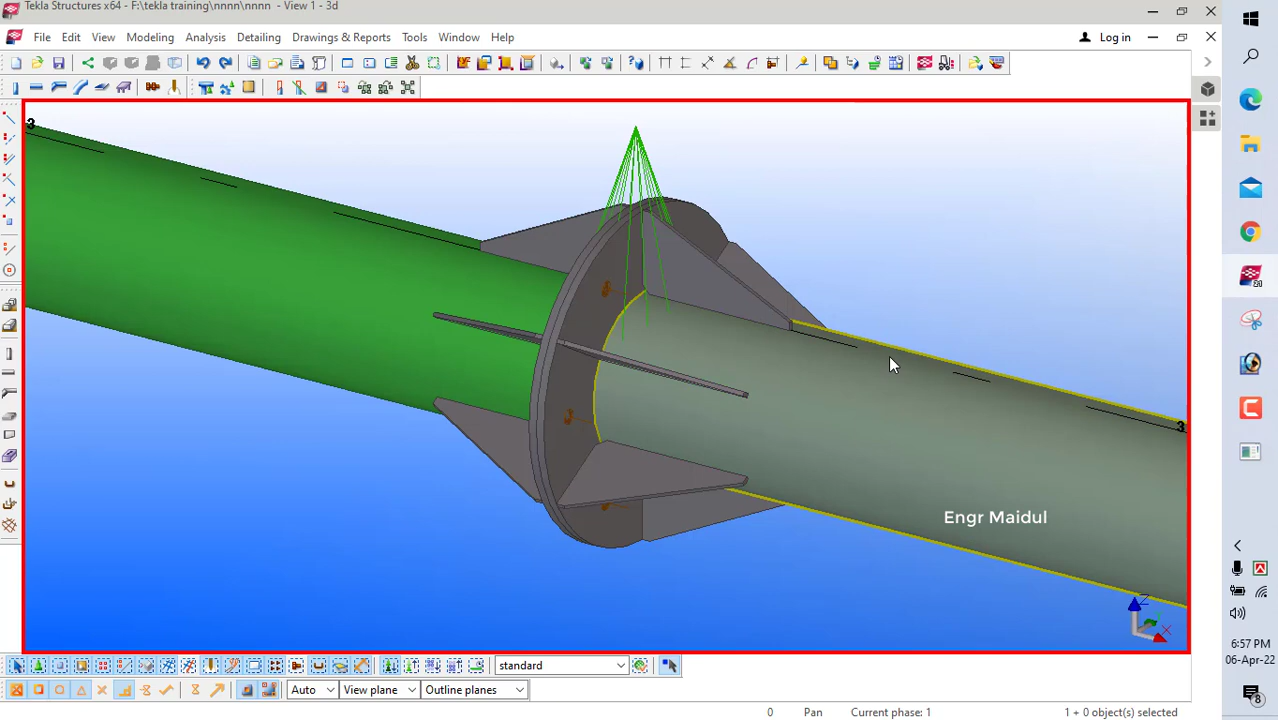 Tekla Structures x64 - F:\tekla training\nnnn\nnnn - View 1 - 3d
File Edit View Modeling Analysis Detailing Drawings & Reports Tools Window Help
Log in
3
3
Engr Maidul
Z
X
standard
Auto
View plane
Outline planes
0 Pan Current phase: 1 1 + 0 object(s) selected
6:57 PM
06-Apr-22
8